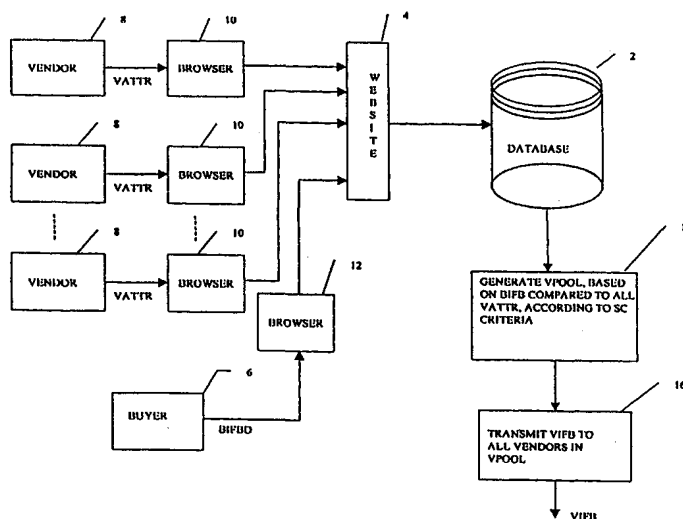 8
10
4
VENDOR
VATTR
BROWSER
WEBSITE
2
DATABASE
8
10
VENDOR
VATTR
BROWSER
8
10
VENDOR
VATTR
BROWSER
12
BROWSER
6
BUYER
BIFBD
GENERATE VPOOL, BASED
ON BIFB COMPARED TO ALL
VATTR, ACCORDING TO SC
CRITERIA
16
TRANSMIT VIFB TO
ALL VENDORS IN
VPOOL
VIFB